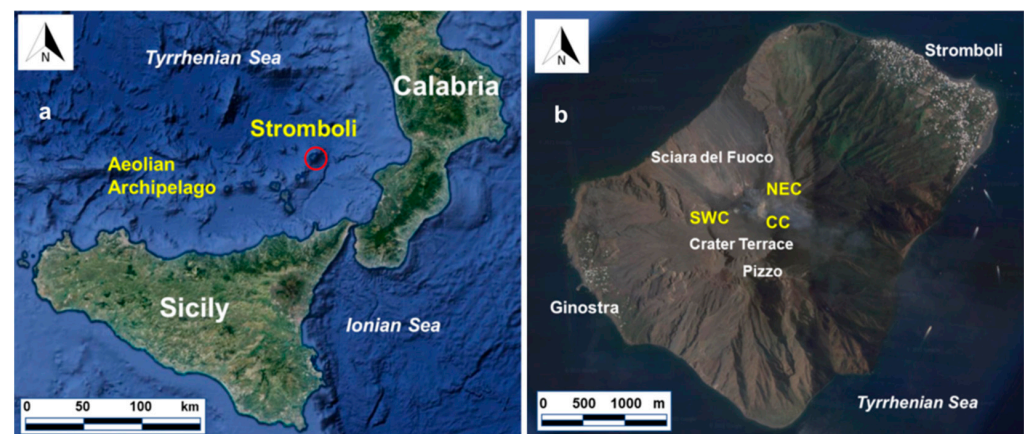 N
Tyrrhenian Sea
Calabria
a
Stromboli
Aeolian
Archipelago
Sicily
Ionian Sea
0 50 100 km
N
Stromboli
b
Sciara del Fuoco
NEC
SWC
CC
Crater Terrace
Pizzo
Ginostra
0 500 1000 m
Tyrrhenian Sea